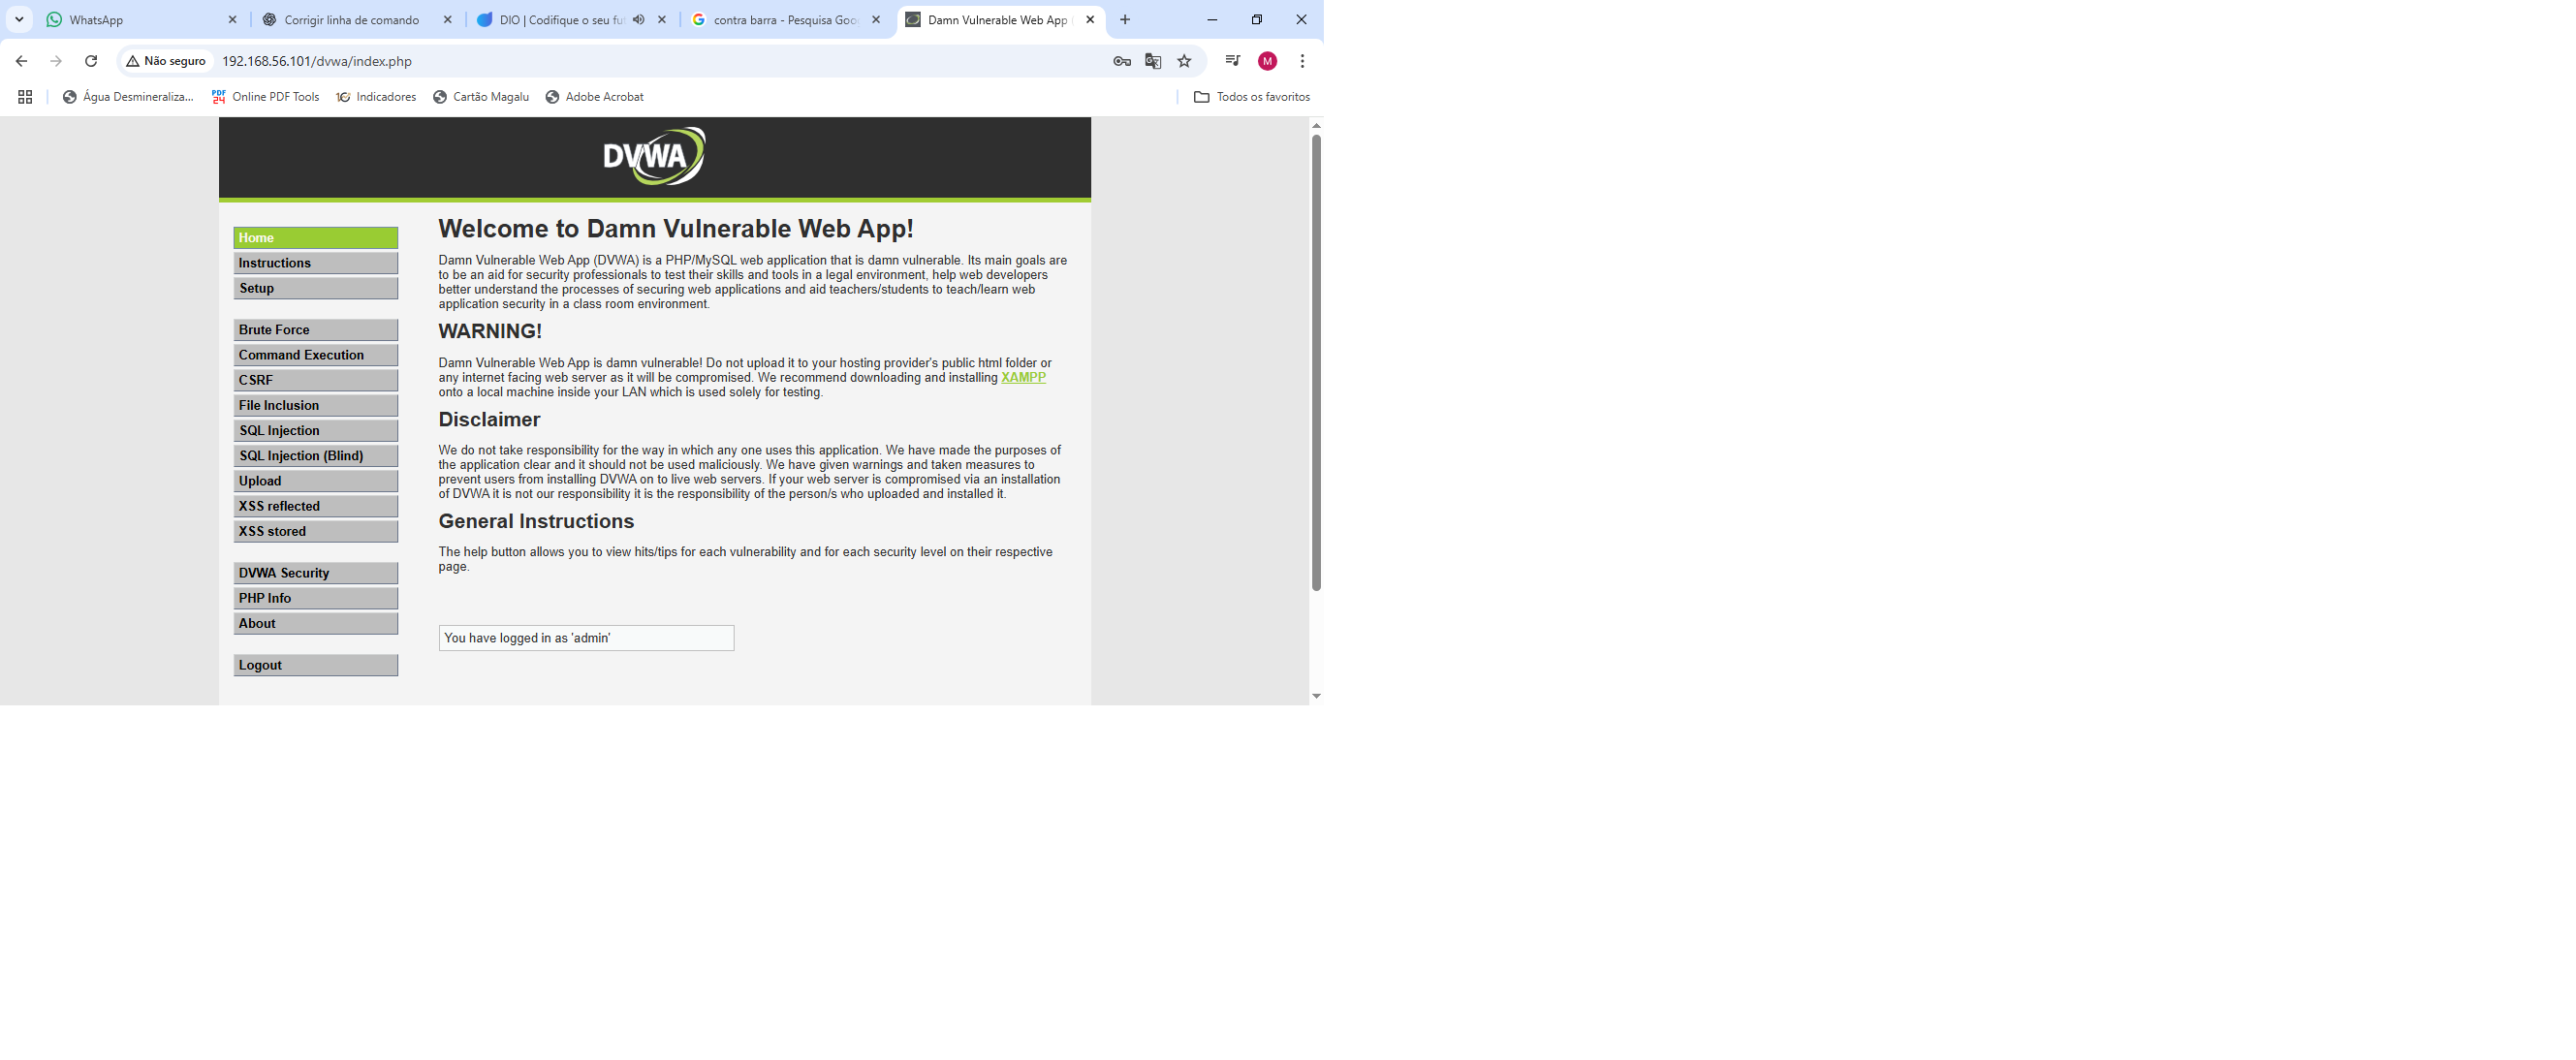 WhatsApp
Corrigir linha de comando
DIO | Codifique o seu fut
contra barra - Pesquisa Goo
Damn Vulnerable Web App
Não seguro
192.168.56.101/dvwa/index.php
M
Água Desmineraliza...
PDF 24
Online PDF Tools
Indicadores
Cartão Magalu
Adobe Acrobat
Todos os favoritos
DVWA
Home
Instructions
Setup
Brute Force
Command Execution
CSRF
File Inclusion
SQL Injection
SQL Injection (Blind)
Upload
XSS reflected
XSS stored
DVWA Security
PHP Info
About
Logout
Welcome to Damn Vulnerable Web App!
Damn Vulnerable Web App (DVWA) is a PHP/MySQL web application that is damn vulnerable. Its main goals are
to be an aid for security professionals to test their skills and tools in a legal environment, help web developers
better understand the processes of securing web applications and aid teachers/students to teach/learn web
application security in a class room environment.
WARNING!
Damn Vulnerable Web App is damn vulnerable! Do not upload it to your hosting provider's public html folder or
any internet facing web server as it will be compromised. We recommend downloading and installing XAMPP
onto a local machine inside your LAN which is used solely for testing.
Disclaimer
We do not take responsibility for the way in which any one uses this application. We have made the purposes of
the application clear and it should not be used maliciously. We have given warnings and taken measures to
prevent users from installing DVWA on to live web servers. If your web server is compromised via an installation
of DVWA it is not our responsibility it is the responsibility of the person/s who uploaded and installed it.
General Instructions
The help button allows you to view hits/tips for each vulnerability and for each security level on their respective
page.
You have logged in as 'admin'